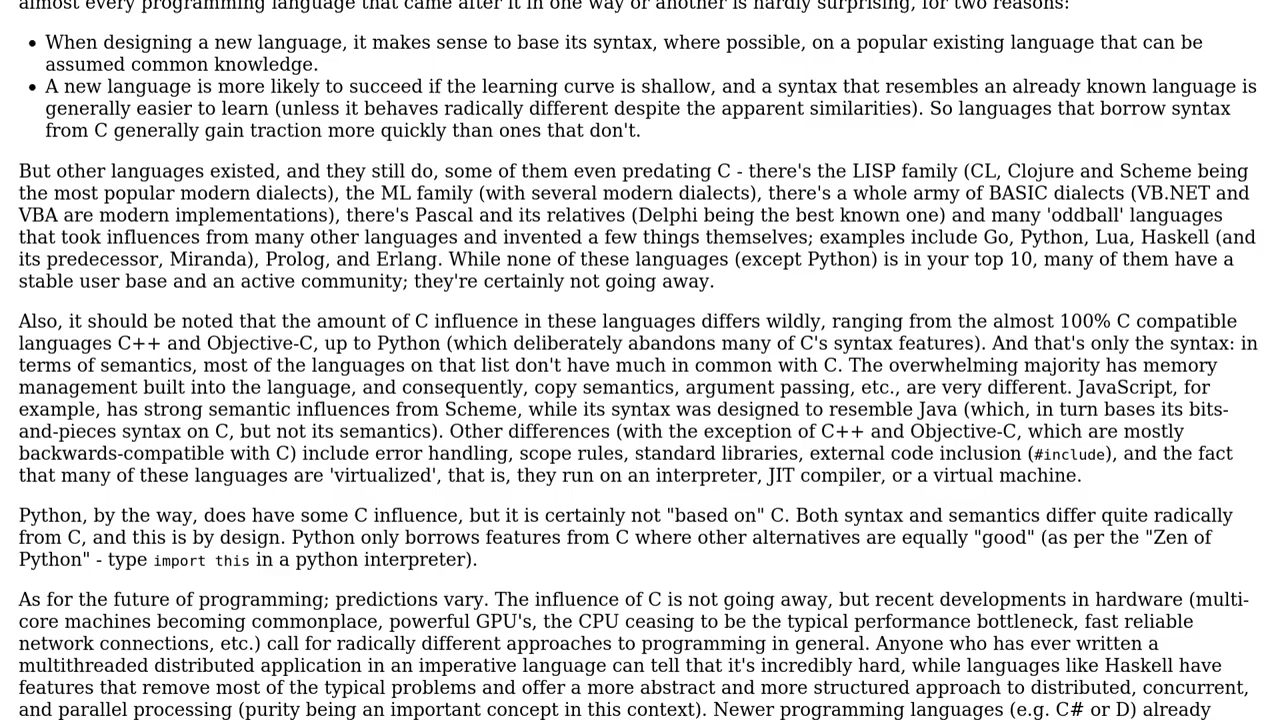 almost every programming language that came after it in one way or another is hardly surprising, for two reasons:
• When designing a new language, it makes sense to base its syntax, where possible, on a popular existing language that can be
assumed common knowledge.
• A new language is more likely to succeed if the learning curve is shallow, and a syntax that resembles an already known language is
generally easier to learn (unless it behaves radically different despite the apparent similarities). So languages that borrow syntax
from C generally gain traction more quickly than ones that don't.
But other languages existed, and they still do, some of them even predating C - there's the LISP family (CL, Clojure and Scheme being
the most popular modern dialects), the ML family (with several modern dialects), there's a whole army of BASIC dialects (VB.NET and
VBA are modern implementations), there's Pascal and its relatives (Delphi being the best known one) and many 'oddball' languages
that took influences from many other languages and invented a few things themselves; examples include Go, Python, Lua, Haskell (and
its predecessor, Miranda), Prolog, and Erlang. While none of these languages (except Python) is in your top 10, many of them have a
stable user base and an active community; they're certainly not going away.
Also, it should be noted that the amount of C influence in these languages differs wildly, ranging from the almost 100% C compatible
languages C++ and Objective-C, up to Python (which deliberately abandons many of C's syntax features). And that's only the syntax: in
terms of semantics, most of the languages on that list don't have much in common with C. The overwhelming majority has memory
management built into the language, and consequently, copy semantics, argument passing, etc., are very different. JavaScript, for
example, has strong semantic influences from Scheme, while its syntax was designed to resemble Java (which, in turn bases its bits-
and-pieces syntax on C, but not its semantics). Other differences (with the exception of C++ and Objective-C, which are mostly
backwards-compatible with C) include error handling, scope rules, standard libraries, external code inclusion (#include), and the fact
that many of these languages are 'virtualized', that is, they run on an interpreter, JIT compiler, or a virtual machine.
Python, by the way, does have some C influence, but it is certainly not "based on" C. Both syntax and semantics differ quite radically
from C, and this is by design. Python only borrows features from C where other alternatives are equally "good" (as per the "Zen of
Python" - type import this in a python interpreter).
As for the future of programming; predictions vary. The influence of C is not going away, but recent developments in hardware (multi-
core machines becoming commonplace, powerful GPU's, the CPU ceasing to be the typical performance bottleneck, fast reliable
network connections, etc.) call for radically different approaches to programming in general. Anyone who has ever written a
multithreaded distributed application in an imperative language can tell that it's incredibly hard, while languages like Haskell have
features that remove most of the typical problems and offer a more abstract and more structured approach to distributed, concurrent,
and parallel processing (purity being an important concept in this context). Newer programming languages (e.g. C# or D) already